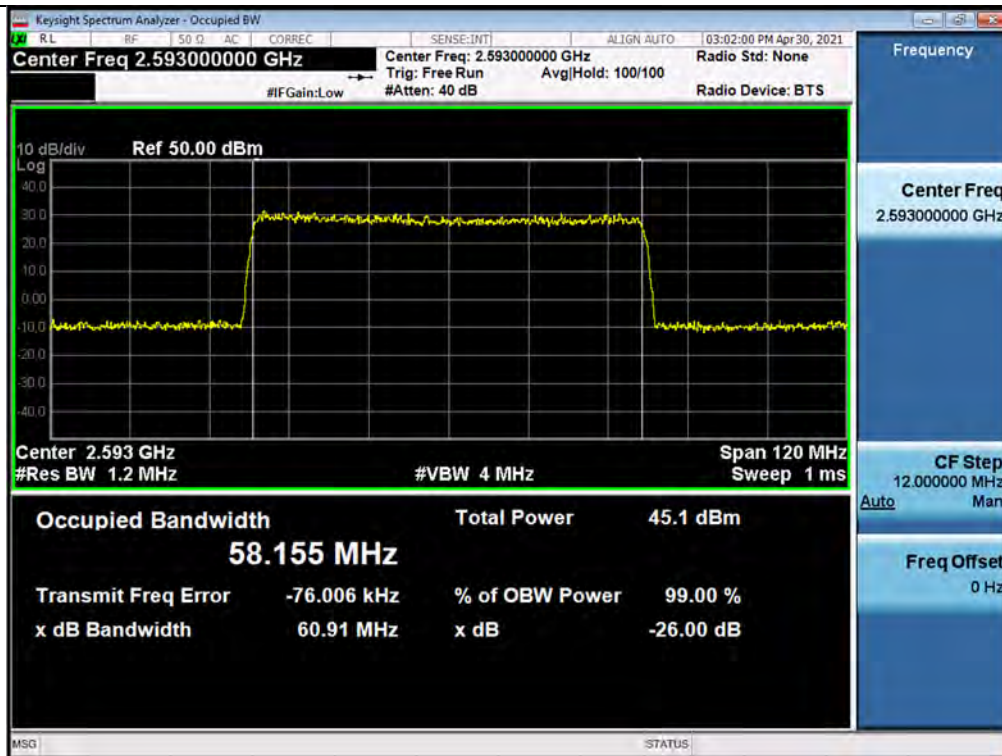 Keysight Spectrum Analyzer - Occupied BW
LXI RL RF 50 Ω AC CORREC SENSE:INT ALIGN AUTO 03:02:00 PM Apr 30, 2021
Center Freq 2.593000000 GHz
Center Freq: 2.593000000 GHz Radio Std: None
Trig: Free Run Avg|Hold: 100/100
#IFGain:Low #Atten: 40 dB Radio Device: BTS
10 dB/div Ref 50.00 dBm
Log
40.0
30.0
20.0
10.0
0.00
-10.0
-20.0
-30.0
-40.0
Center 2.593 GHz Span 120 MHz
#Res BW 1.2 MHz #VBW 4 MHz Sweep 1 ms
Occupied Bandwidth Total Power 45.1 dBm
58.155 MHz
Transmit Freq Error -76.006 kHz % of OBW Power 99.00 %
x dB Bandwidth 60.91 MHz x dB -26.00 dB
MSG STATUS
Frequency
Center Freq
2.593000000 GHz
CF Step
12.000000 MHz
Auto Man
Freq Offset
0 Hz